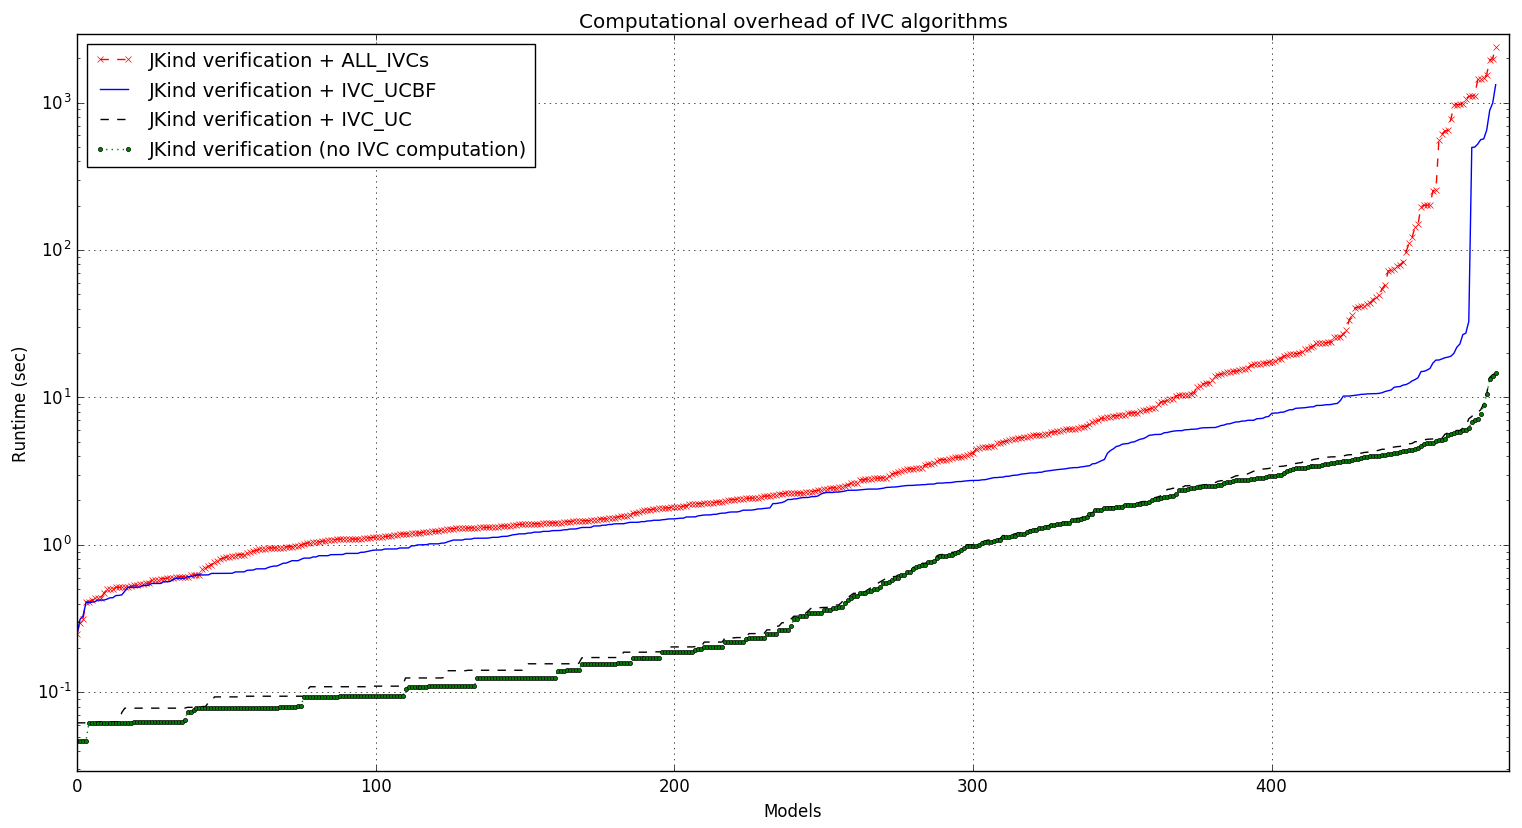 Computational overhead of IVC algorithms
JKind verification + ALL_IVCs
JKind verification + IVC_UCBF
JKind verification + IVC_UC
JKind verification (no IVC computation)
10^3
10^2
10^1
10^0
10^-1
Runtime (sec)
0 100 200 300 400
Models